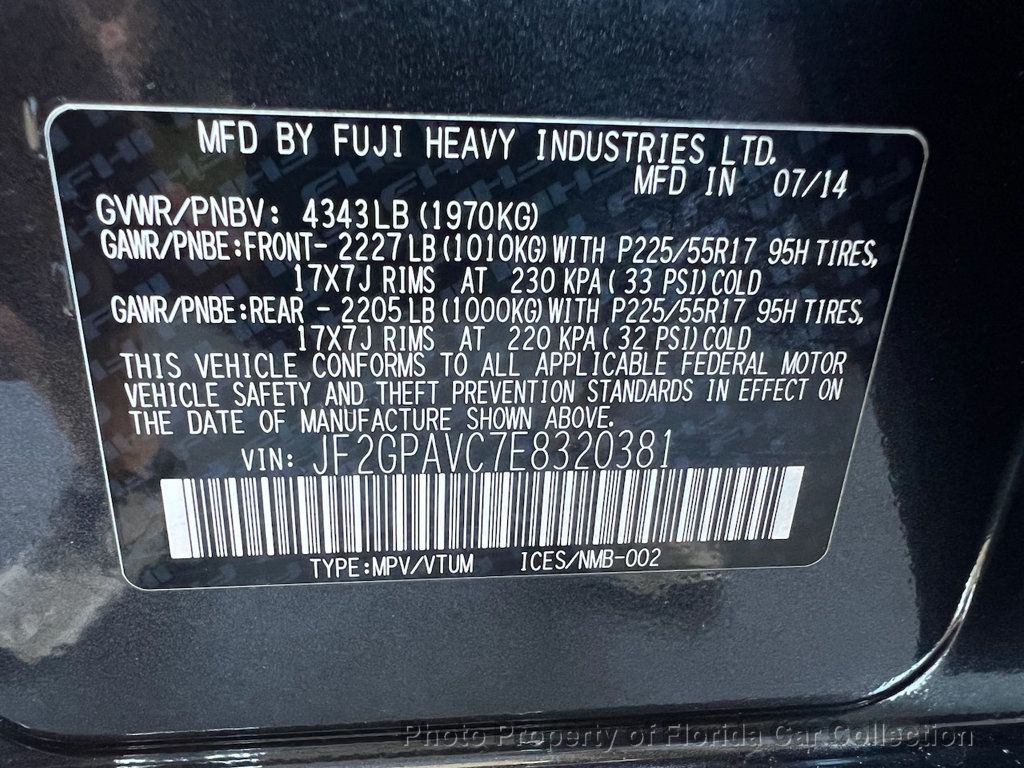 MFD BY FUJI HEAVY INDUSTRIES LTD.
MFD IN 07/14
GVWR/PNBV: 4343LB (1970KG)
GAWR/PNBE:FRONT- 2227LB (1010KG) WITH P225/55R17 95H TIRES,
17X7J RIMS AT 230 KPA (33 PSI) COLD
GAWR/PNBE:REAR - 2205LB (1000KG) WITH P225/55R17 95H TIRES,
17X7J RIMS AT 220 KPA (32 PSI) COLD
THIS VEHICLE CONFORMS TO ALL APPLICABLE FEDERAL MOTOR
VEHICLE SAFETY AND THEFT PREVENTION STANDARDS IN EFFECT ON
THE DATE OF MANUFACTURE SHOWN ABOVE.
VIN: JF2GPAVC7E8320381
TYPE:MPV/VTUM ICES/NMB-002
Photo Property of Florida Car Collection